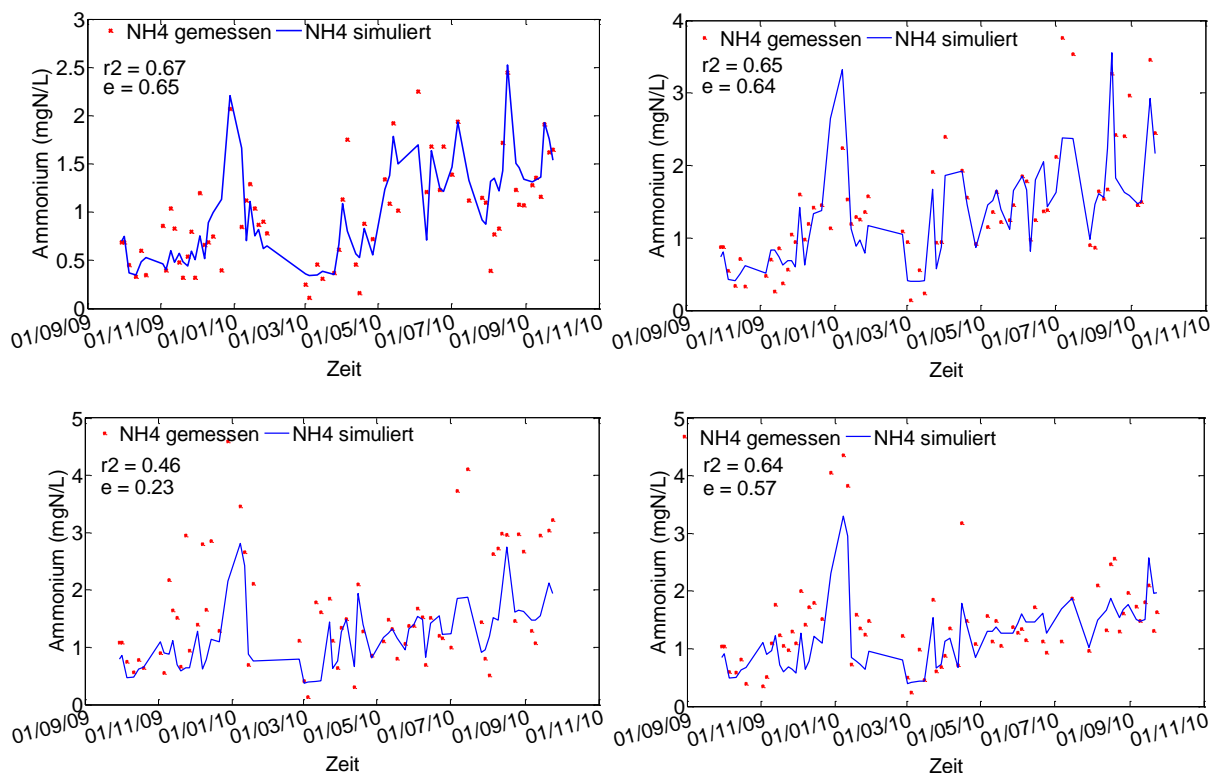 NH4 gemessen NH4 simuliert
r2 = 0.67
e = 0.65
Ammonium (mgN/L)
3
2.5
2
1.5
1
0.5
0
01/09/09 01/11/09 01/01/10 01/03/10 01/05/10 01/07/10 01/09/10 01/11/10
Zeit
NH4 gemessen NH4 simuliert
r2 = 0.65
e = 0.64
Ammonium (mgN/L)
4
3
2
1
0
01/09/09 01/11/09 01/01/10 01/03/10 01/05/10 01/07/10 01/09/10 01/11/10
Zeit
NH4 gemessen NH4 simuliert
r2 = 0.46
e = 0.23
Ammonium (mgN/L)
5
4
3
2
1
0
01/09/09 01/11/09 01/01/10 01/03/10 01/05/10 01/07/10 01/09/10 01/11/10
Zeit
NH4 gemessen NH4 simuliert
r2 = 0.64
e = 0.57
Ammonium (mgN/L)
5
4
3
2
1
0
01/09/09 01/11/09 01/01/10 01/03/10 01/05/10 01/07/10 01/09/10 01/11/10
Zeit